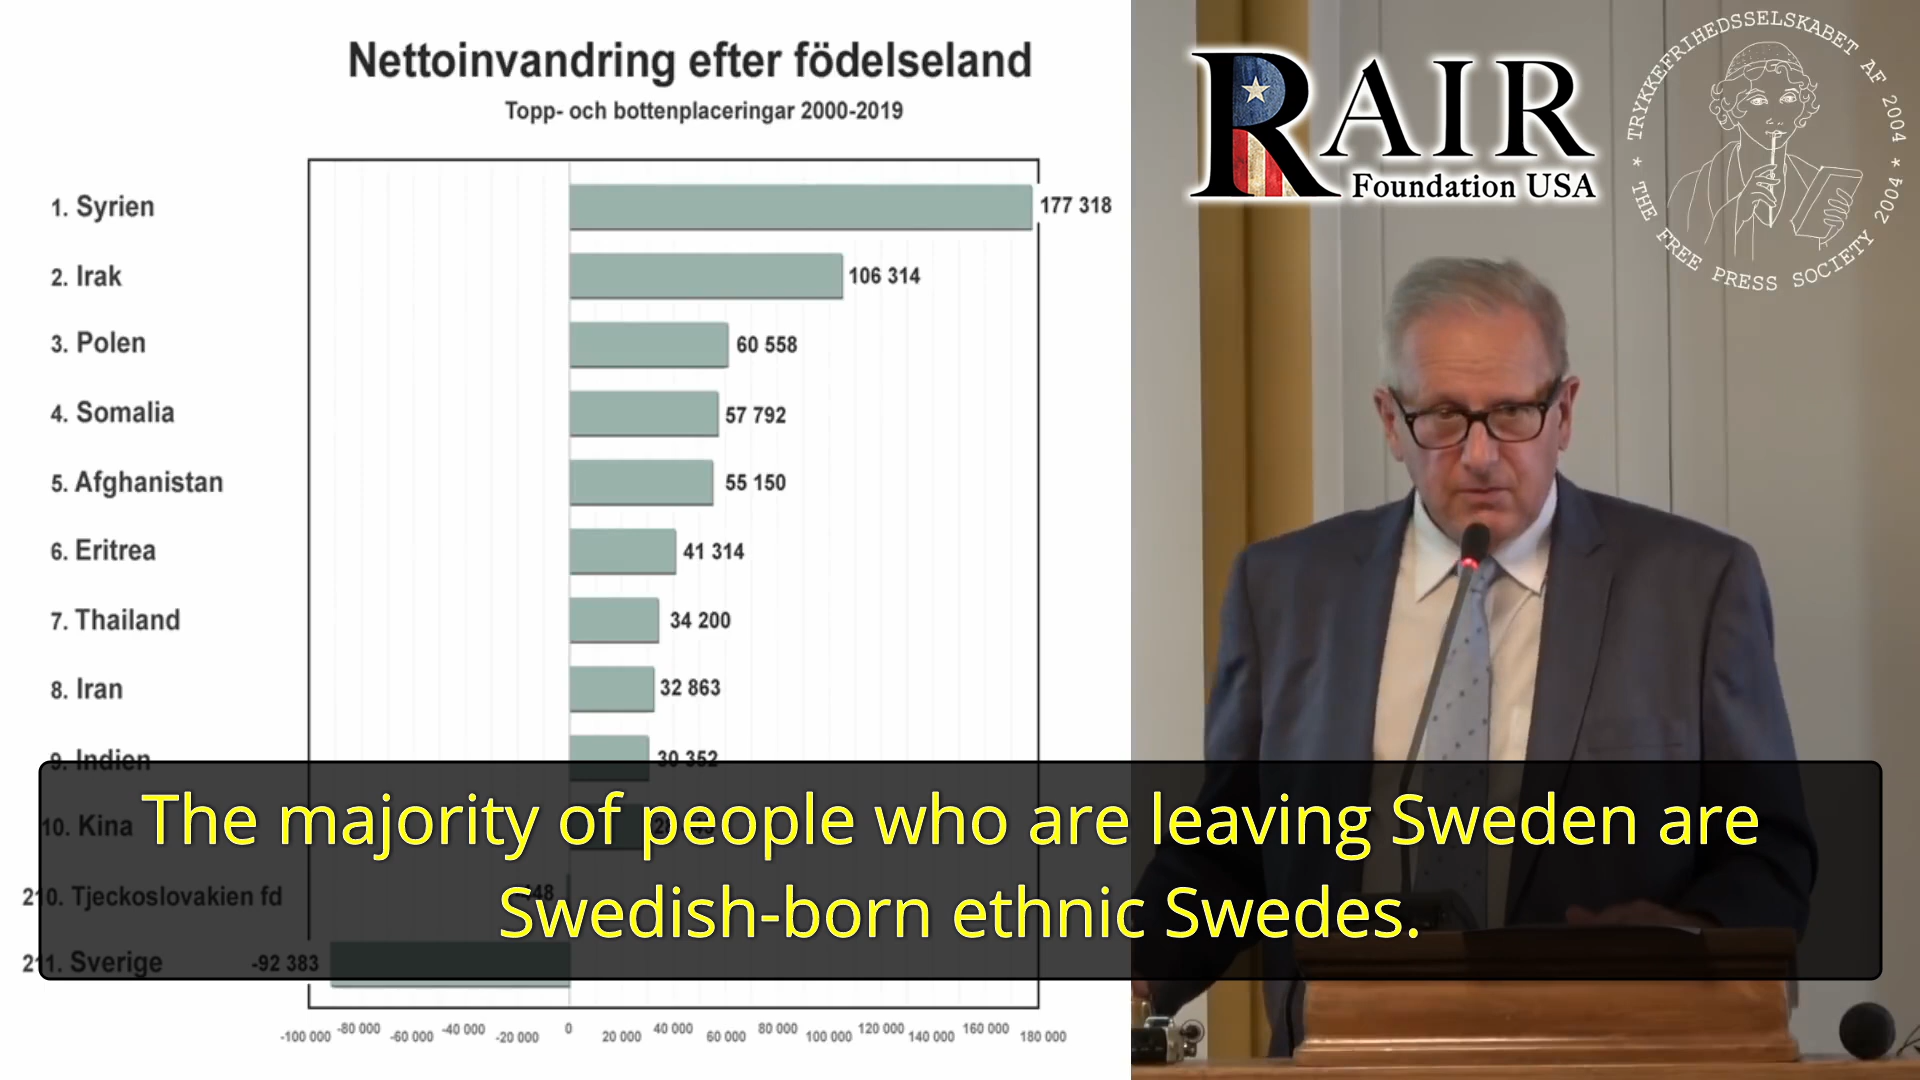 Nettoinvandring efter födelseland
Topp- och bottenplaceringar 2000-2019
1. Syrien 177 318
2. Irak 106 314
3. Polen 60 558
4. Somalia 57 792
5. Afghanistan 55 150
6. Eritrea 41 314
7. Thailand 34 200
8. Iran 32 863
9. Indien 30 352
10. Kina
210. Tjeckoslovakien fd
211. Sverige -92 383
-100 000 -80 000 -60 000 -40 000 -20 000 0 20 000 40 000 60 000 80 000 100 000 120 000 140 000 160 000 180 000
RAIR
Foundation USA
* TRYKKEFRIHEDSSELSKABET AF 2004 * THE FREE PRESS SOCIETY 2004
The majority of people who are leaving Sweden are
Swedish-born ethnic Swedes.